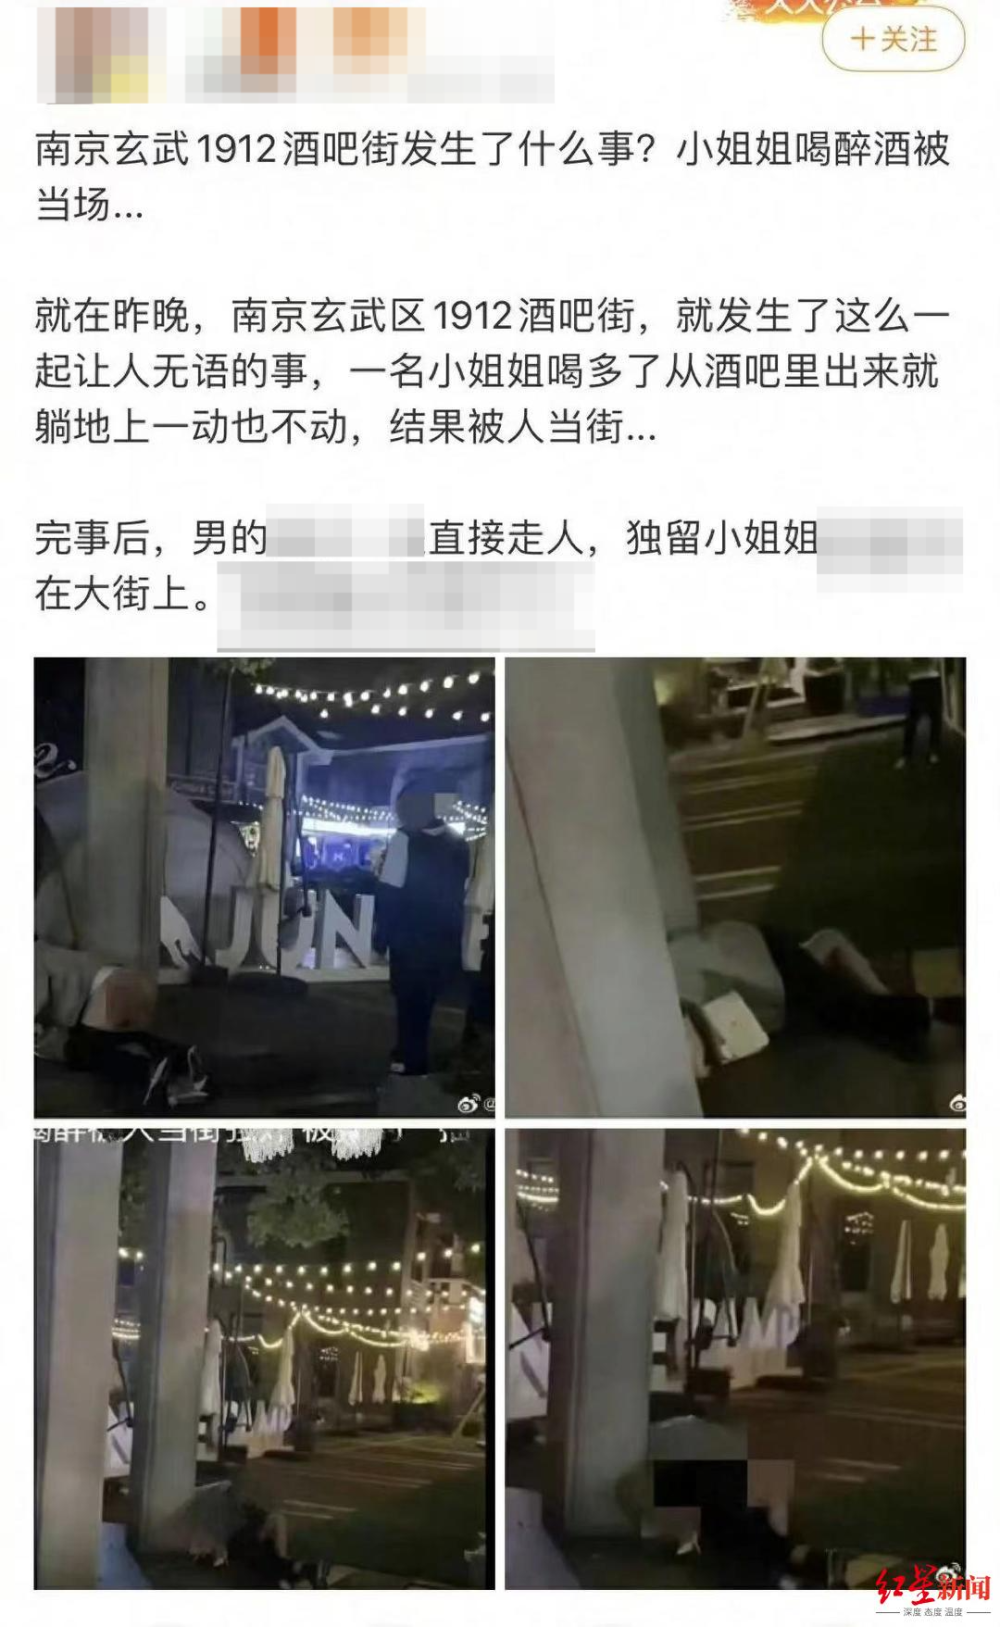 ＋关注
南京玄武1912酒吧街发生了什么事？小姐姐喝醉酒被
当场...
就在昨晚，南京玄武区1912酒吧街，就发生了这么一
起让人无语的事，一名小姐姐喝多了从酒吧里出来就
躺地上一动也不动，结果被人当街...
完事后，男的
直接走人，独留小姐姐
在大街上。
JUN
红星新闻
深度 态度 温度